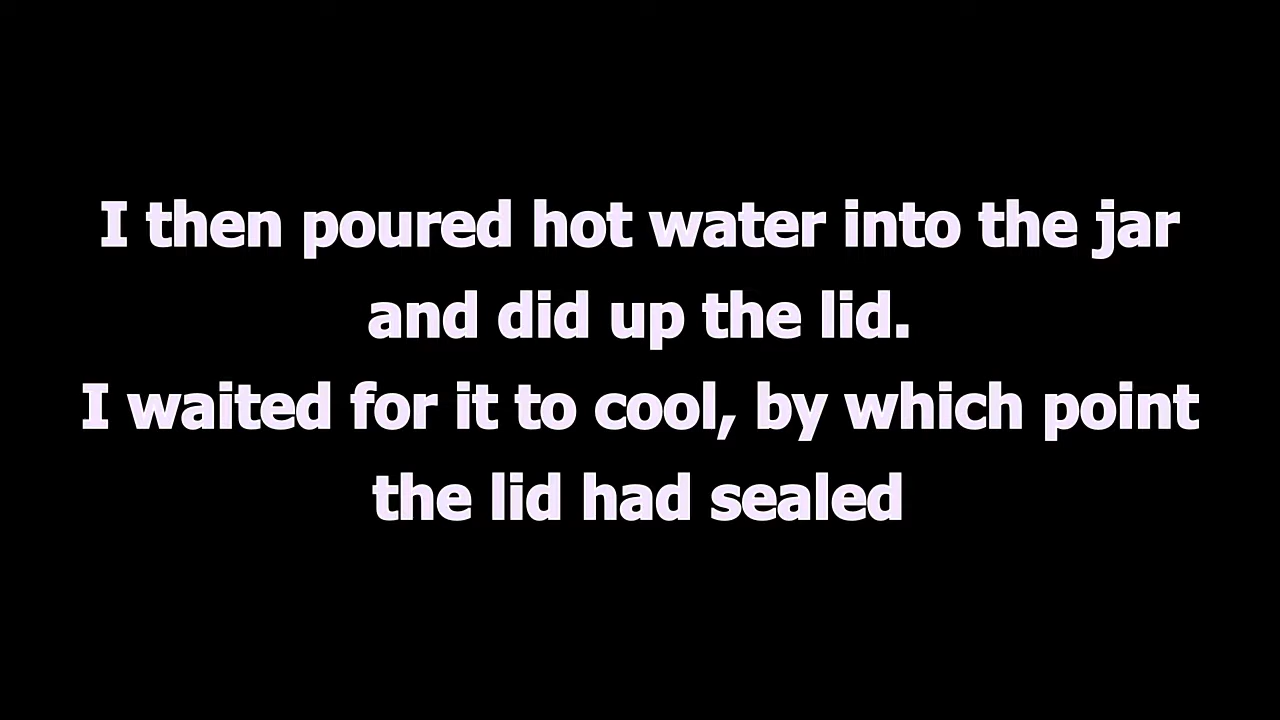 I then poured hot water into the jar
and did up the lid.
I waited for it to cool, by which point
the lid had sealed